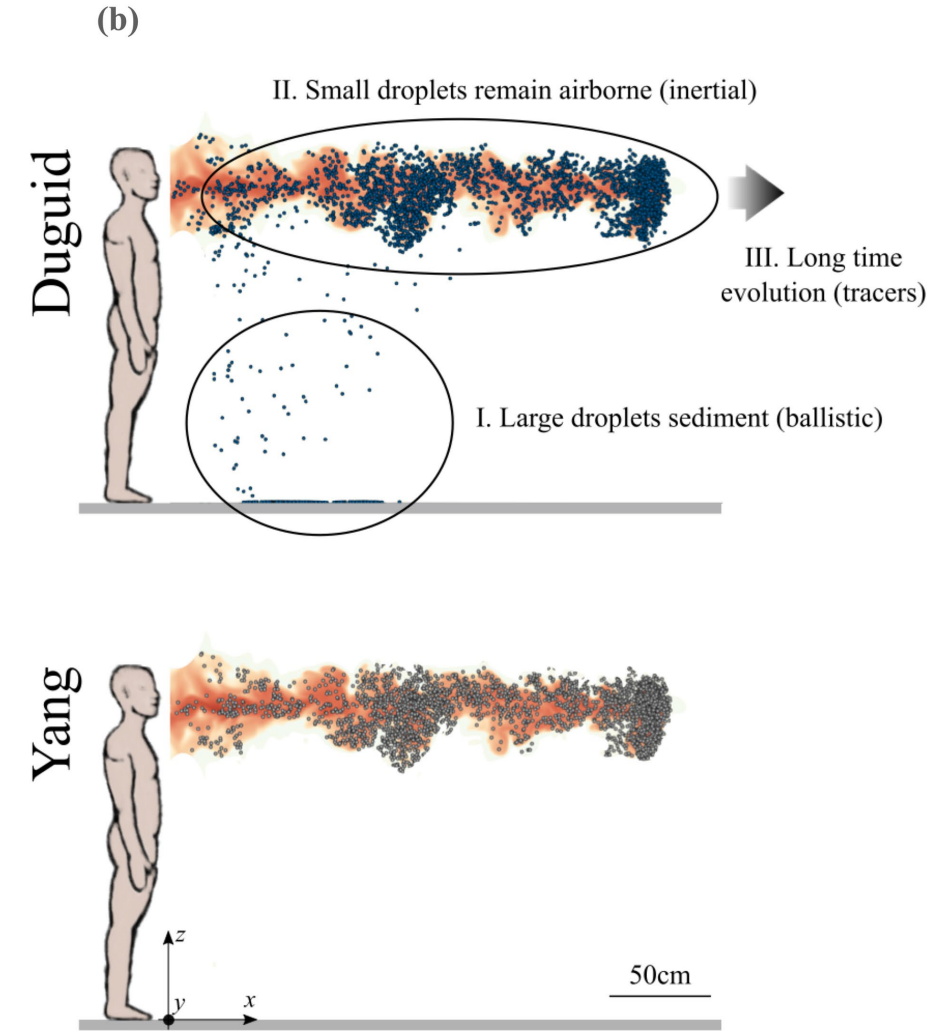 (b)
II. Small droplets remain airborne (inertial)
Duguid
III. Long time
evolution (tracers)
I. Large droplets sediment (ballistic)
Yang
50cm
z
y
x